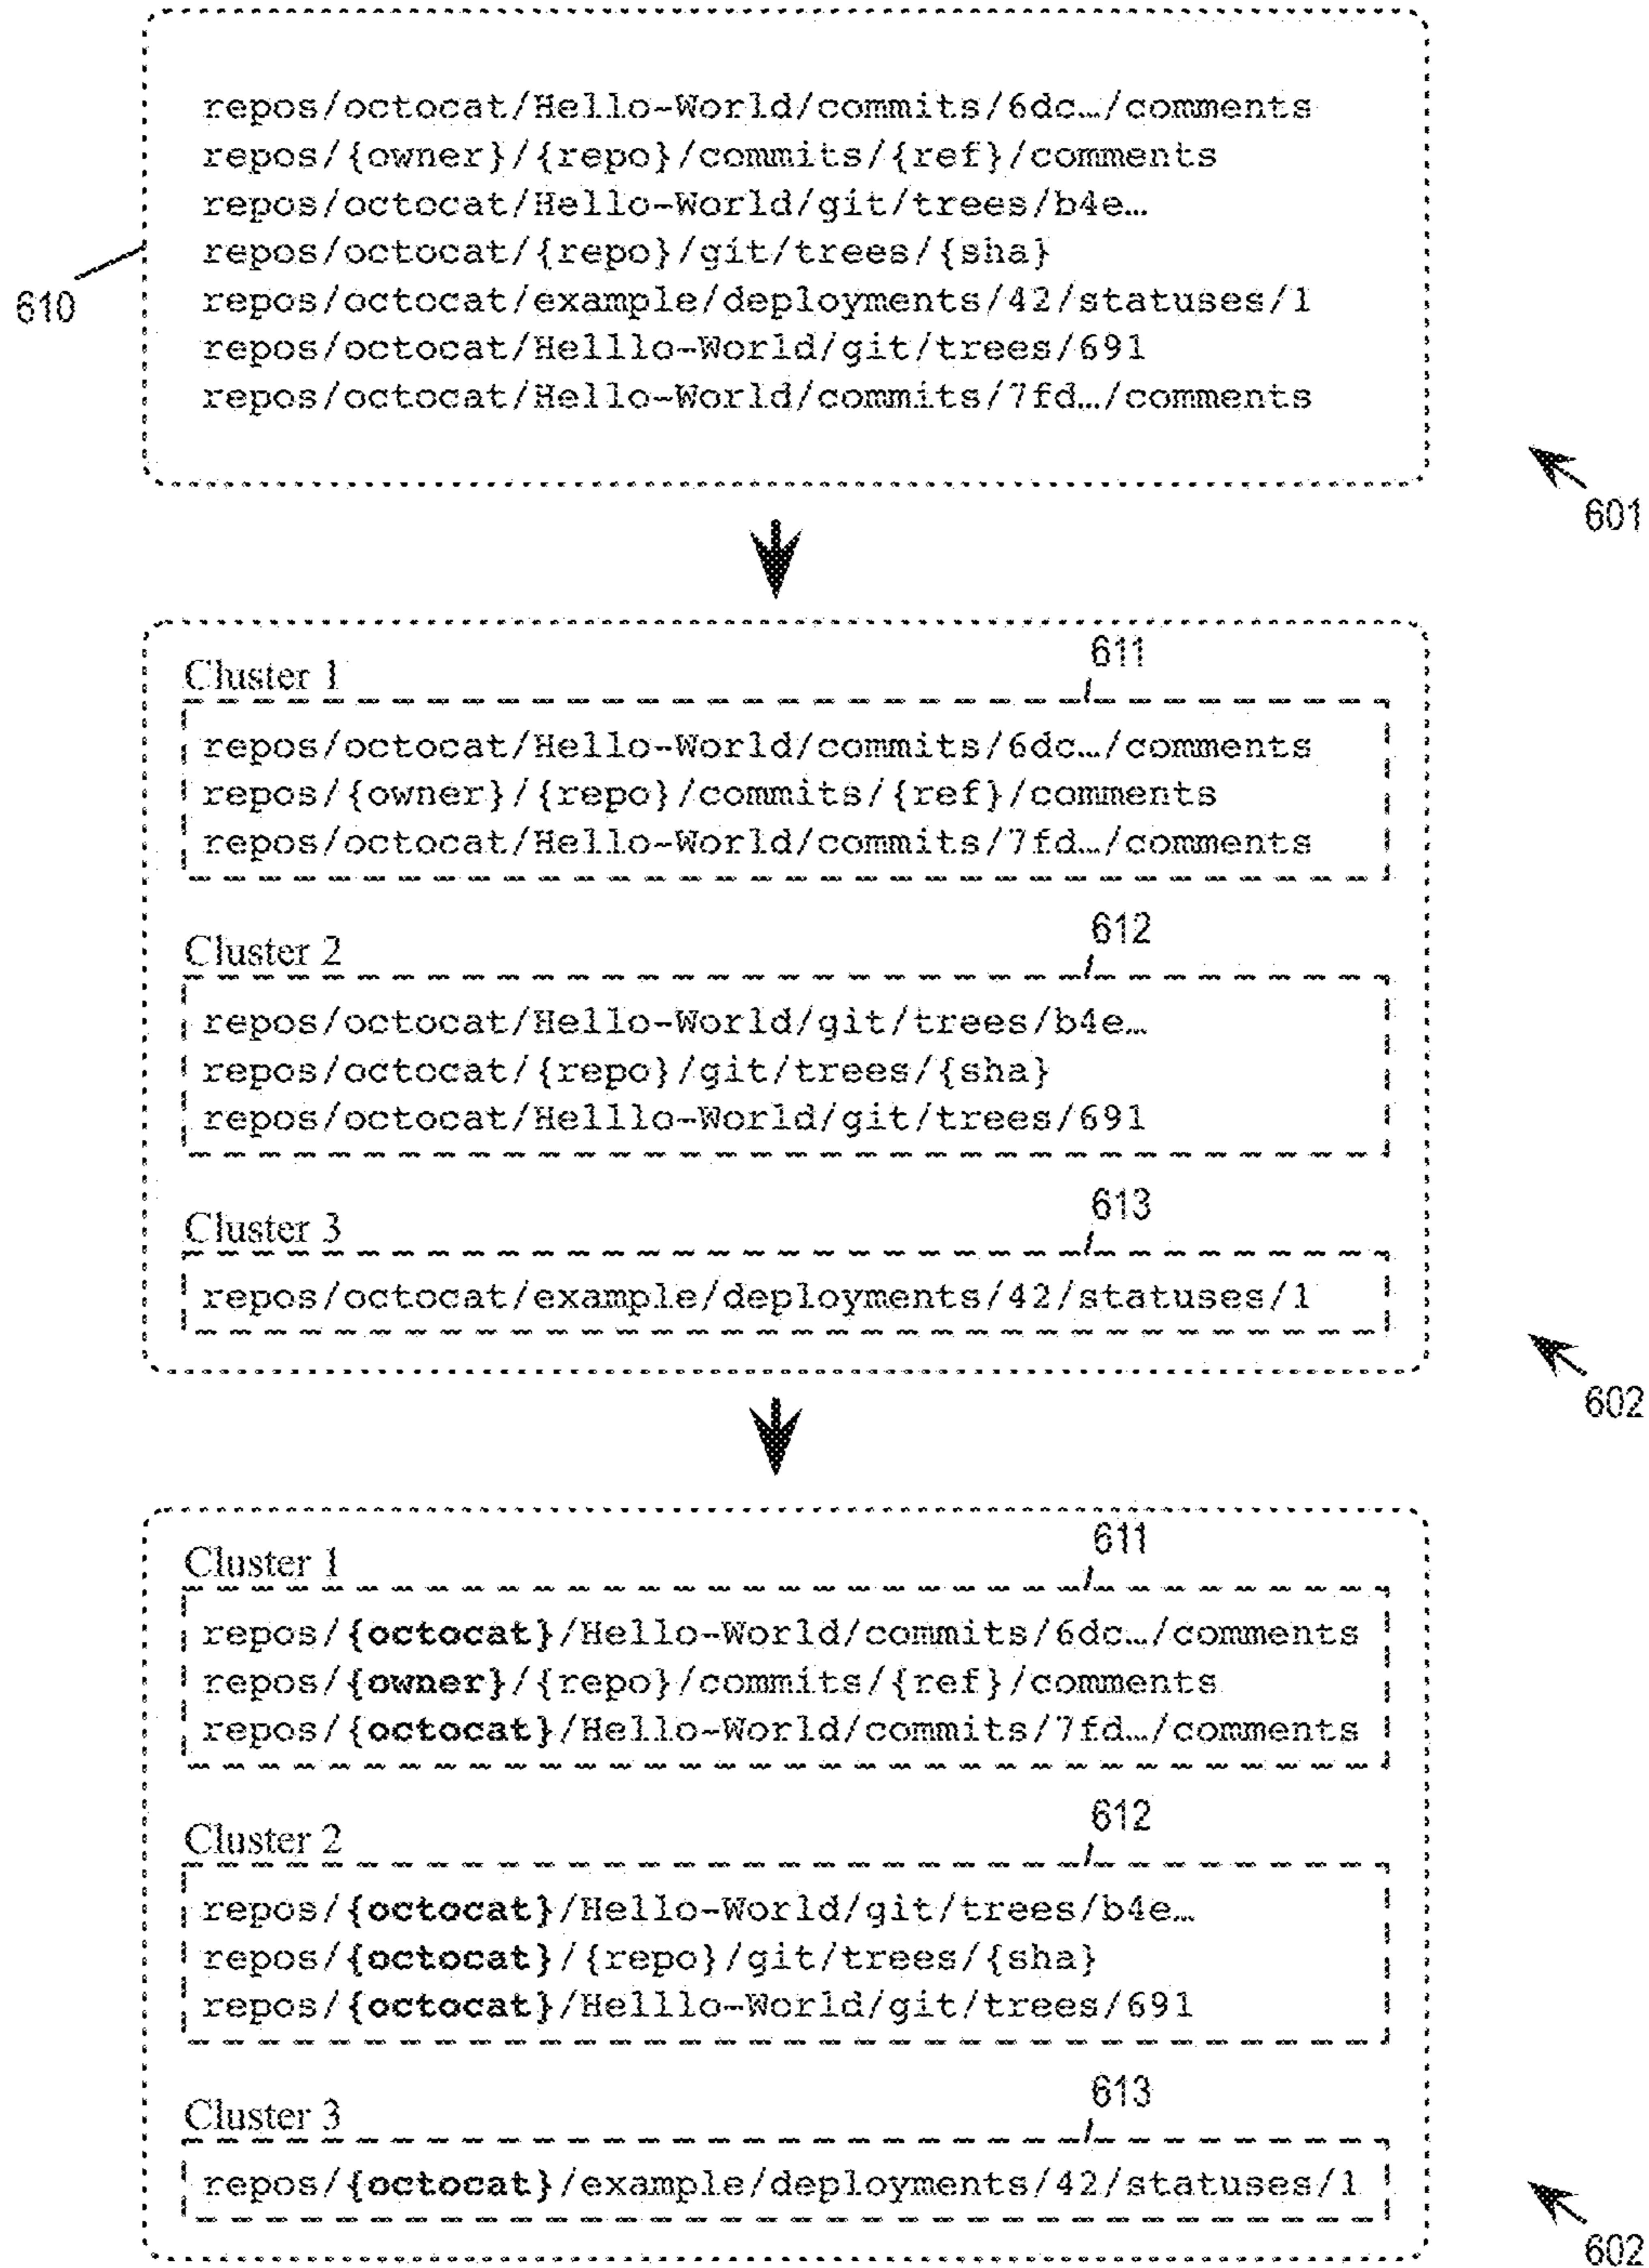 repos/octocat/Hello-World/commits/6dc…/comments
repos/{owner}/{repo}/commits/{ref}/comments
repos/octocat/Hello-World/git/trees/b4e…
repos/octocat/{repo}/git/trees/{sha}
610
repos/octocat/example/deployments/42/statuses/1
repos/octocat/Helllo-World/git/trees/691
repos/octocat/Hello-World/commits/7fd…/comments
601
611
Cluster 1
repos/octocat/Hello-World/commits/6dc…/comments
repos/{owner}/{repo}/commits/{ref}/comments
repos/octocat/Hello-World/commits/7fd…/comments
612
Cluster 2
repos/octocat/Hello-World/git/trees/b4e…
repos/octocat/{repo}/git/trees/{sha}
repos/octocat/Helllo-World/git/trees/691
613
Cluster 3
repos/octocat/example/deployments/42/statuses/1
602
611
Cluster 1
repos/{octocat}/Hello-World/commits/6dc…/comments
repos/{owner}/{repo}/commits/{ref}/comments
repos/{octocat}/Hello-World/commits/7fd…/comments
612
Cluster 2
repos/{octocat}/Hello-World/git/trees/b4e…
repos/{octocat}/{repo}/git/trees/{sha}
repos/{octocat}/Helllo-World/git/trees/691
613
Cluster 3
repos/{octocat}/example/deployments/42/statuses/1
602